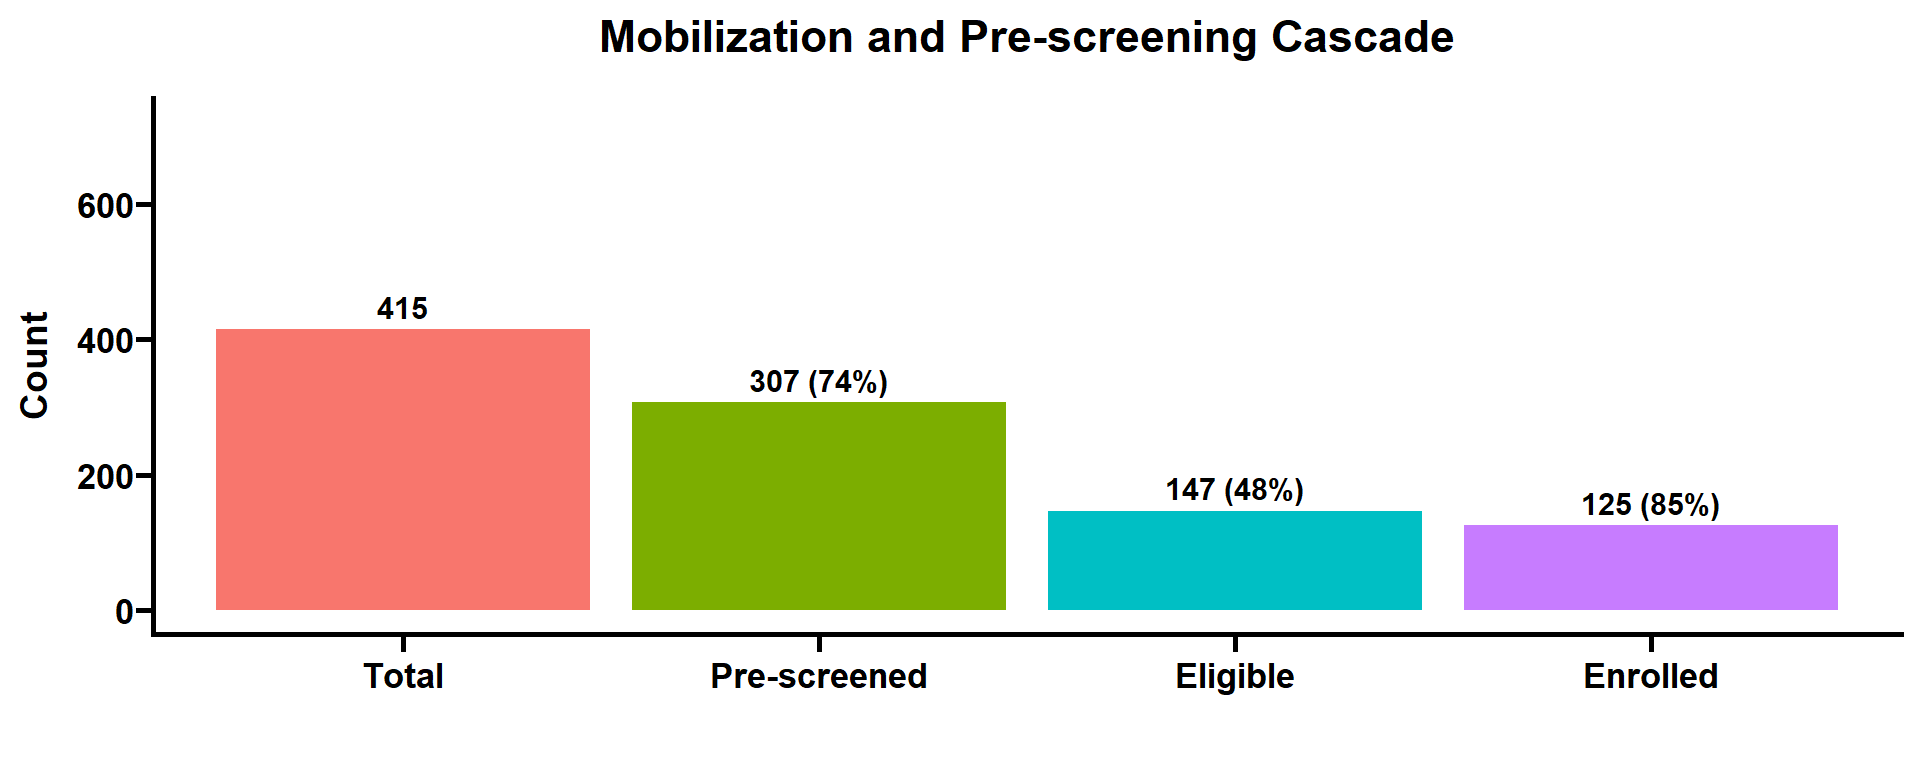 Mobilization and Pre-screening Cascade
Count
600
400
200
0
415
307 (74%)
147 (48%)
125 (85%)
Total
Pre-screened
Eligible
Enrolled